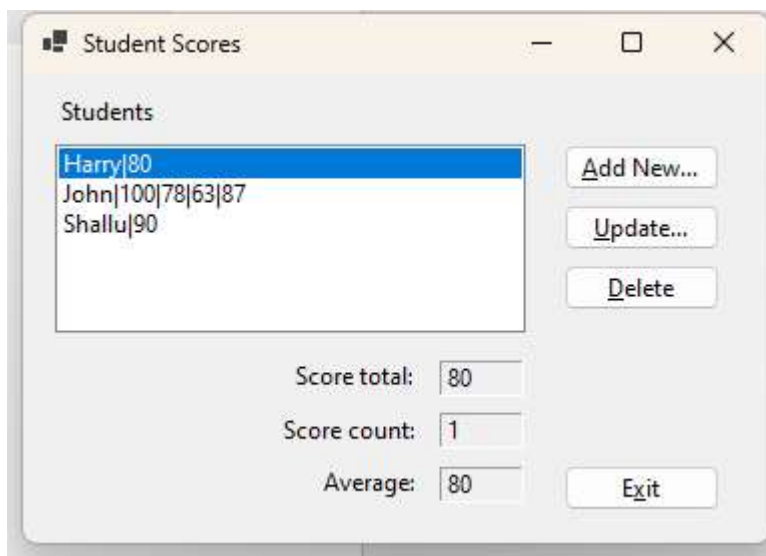 Student Scores
Students
Harry|80
John|100|78|63|87
Shallu|90
Add New...
Update...
Delete
Score total: 80
Score count: 1
Average: 80
Exit